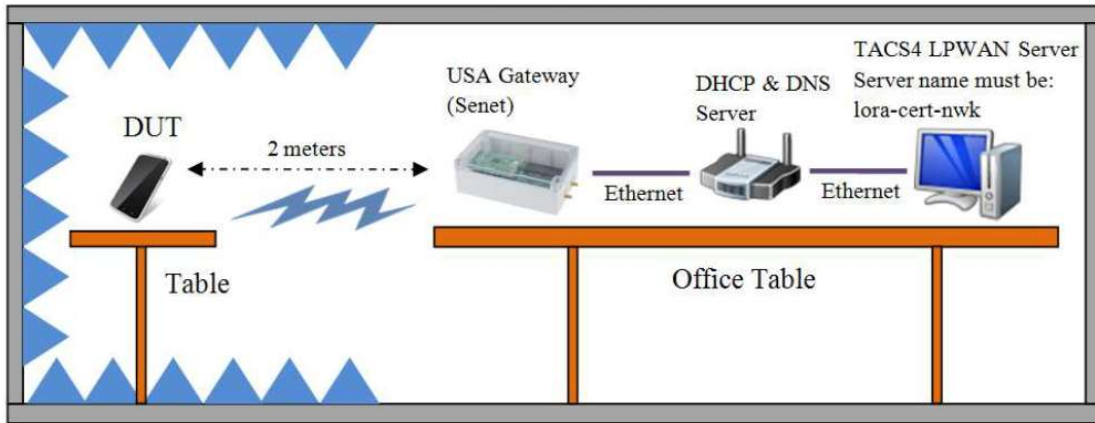 DUT
2 meters
USA Gateway
(Senet)
DHCP & DNS
Server
TACS4 LPWAN Server
Server name must be:
lora-cert-nwk
Ethernet
Ethernet
Table
Office Table